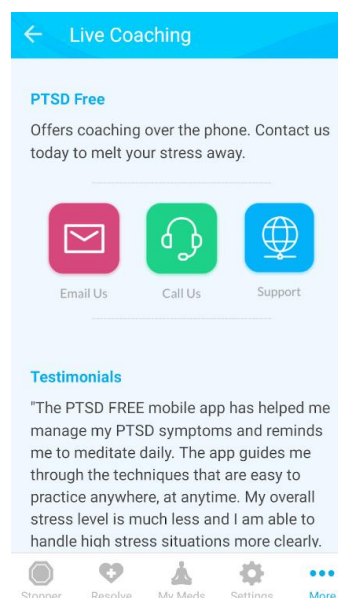 Live Coaching
PTSD Free
Offers coaching over the phone. Contact us
today to melt your stress away.
Email Us
Call Us
Support
Testimonials
"The PTSD FREE mobile app has helped me
manage my PTSD symptoms and reminds
me to meditate daily. The app guides me
through the techniques that are easy to
practice anywhere, at anytime. My overall
stress level is much less and I am able to
handle high stress situations more clearly.
Stopper
Resolve
My Meds
Settings
More